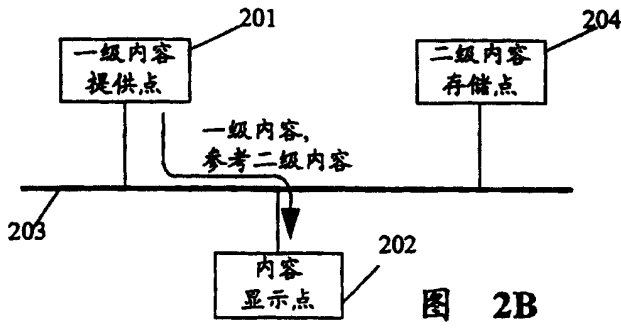 201
一级内容
提供点
204
二级内容
存储点
一级内容,
参考二级内容
203
202
内容
显示点
图 2B